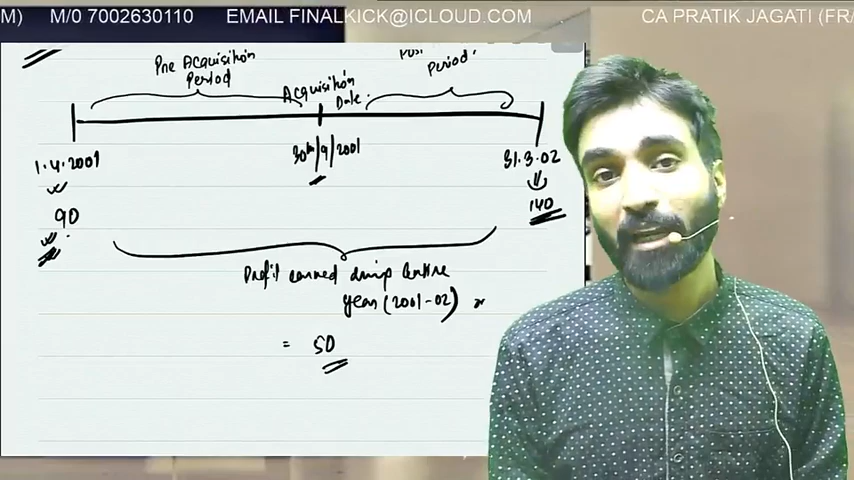 M) M/0 7002630110 EMAIL FINALKICK@ICLOUD.COM CA PRATIK JAGATI (FR/
Pre Acquisition
Period
Acquisition
Date.
Post
Period.
1.4.2001
30th/9/2001
31.3.02
90
140
Profit earned during entire
year (2001-02)
= 50